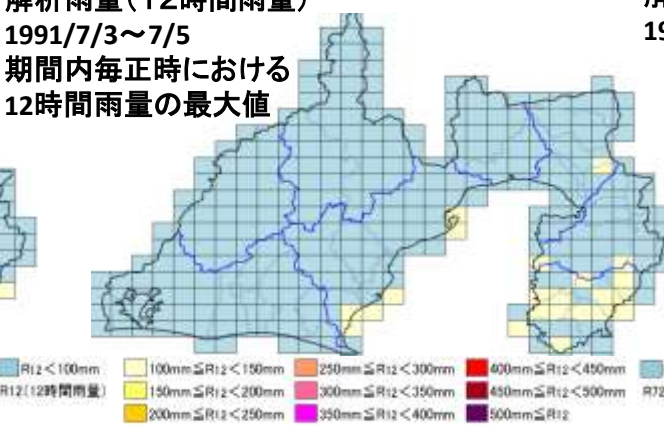 解析雨量(12時間雨量)
1991/7/3～7/5
期間内毎正時における
12時間雨量の最大値
19
R12＜100mm
100mm≦R12＜150mm
250mm≦R12＜300mm
400mm≦R12＜450mm
R12(12時間雨量)
150mm≦R12＜200mm
300mm≦R12＜350mm
450mm≦R12＜500mm
R72
200mm≦R12＜250mm
350mm≦R12＜400mm
500mm≦R12